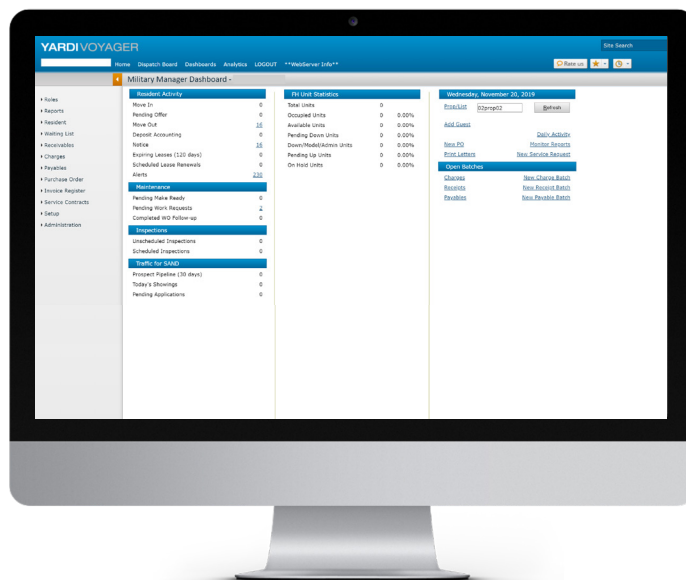 YARDI VOYAGER
Site Search
Home Dispatch Board Dashboards Analytics LOGOUT **WebServer Info**
Rate us
Military Manager Dashboard -
Roles
Reports
Resident
Waiting List
Receivables
Charges
Payables
Purchase Order
Invoice Register
Service Contracts
Setup
Administration
Resident Activity
Move In 0
Pending Offer 0
Move Out 16
Deposit Accounting 0
Notice 16
Expiring Leases (120 days) 0
Scheduled Lease Renewals 0
Alerts 230
Maintenance
Pending Make Ready 0
Pending Work Requests 2
Completed WO Follow-up 0
Inspections
Unscheduled Inspections 0
Scheduled Inspections 0
Traffic for SAND
Prospect Pipeline (30 days) 0
Today's Showings 0
Pending Applications 0
FH Unit Statistics
Total Units 0
Occupied Units 0 0.00%
Available Units 0 0.00%
Pending Down Units 0 0.00%
Down/Model/Admin Units 0 0.00%
Pending Up Units 0 0.00%
On Hold Units 0 0.00%
Wednesday, November 20, 2019
Prop/List 02prop02 Refresh
Add Guest
Daily Activity
New PO Monitor Reports
Print Letters New Service Request
Open Batches
Charges New Charge Batch
Receipts New Receipt Batch
Payables New Payable Batch